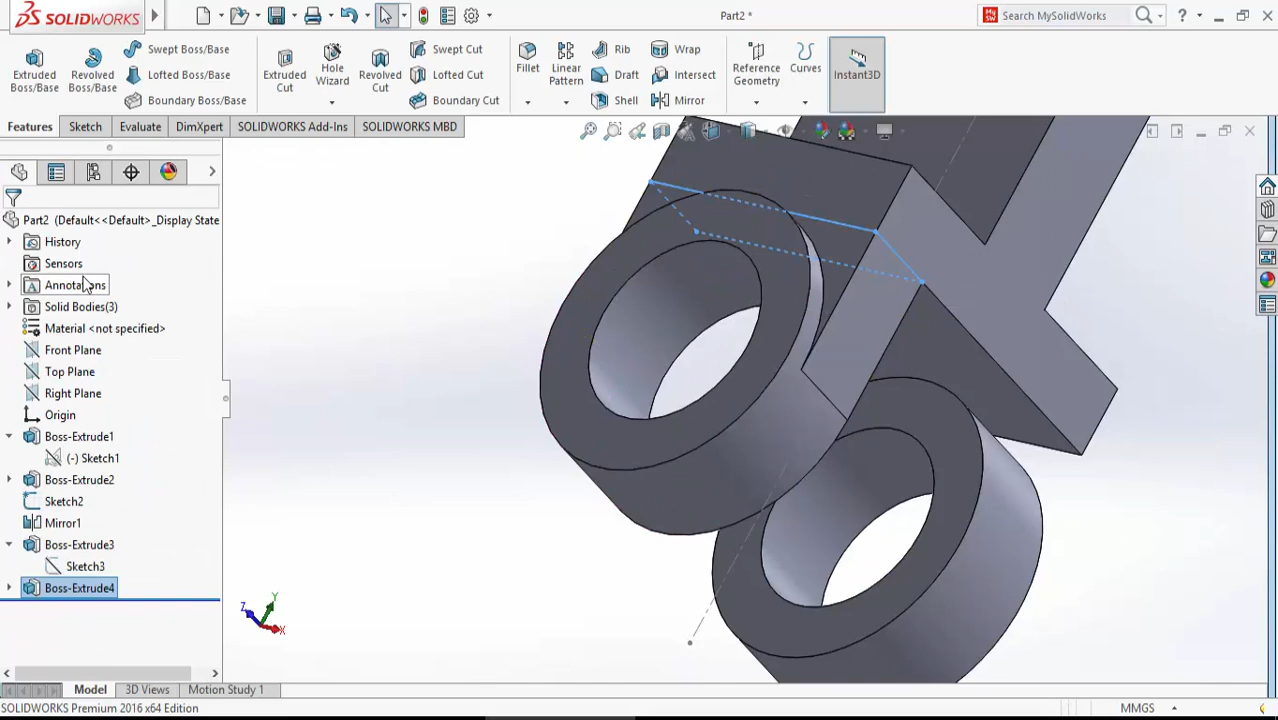 SOLIDWORKS
Part2 *
Search MySolidWorks
?
Extruded Boss/Base
Revolved Boss/Base
Swept Boss/Base
Lofted Boss/Base
Boundary Boss/Base
Extruded Cut
Hole Wizard
Revolved Cut
Swept Cut
Lofted Cut
Boundary Cut
Fillet
Linear Pattern
Rib
Draft
Shell
Wrap
Intersect
Mirror
Reference Geometry
Curves
Instant3D
Features
Sketch
Evaluate
DimXpert
SOLIDWORKS Add-Ins
SOLIDWORKS MBD
Part2 (Default<<Default>_Display State
History
Sensors
Annotations
Solid Bodies(3)
Material <not specified>
Front Plane
Top Plane
Right Plane
Origin
Boss-Extrude1
(-) Sketch1
Boss-Extrude2
Sketch2
Mirror1
Boss-Extrude3
Sketch3
Boss-Extrude4
Y
Z
X
Model
3D Views
Motion Study 1
SOLIDWORKS Premium 2016 x64 Edition
MMGS